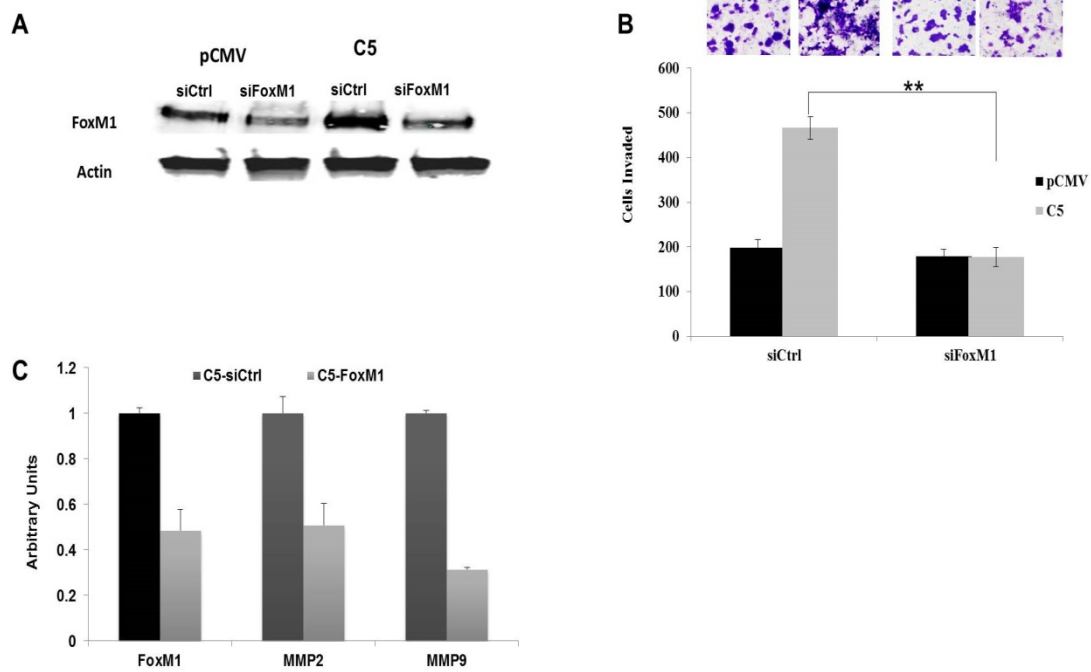 A
pCMV C5
siCtrl siFoxM1 siCtrl siFoxM1
FoxM1
Actin
B
600
500
400
300
200
100
0
Cells Invaded
**
pCMV
C5
siCtrl siFoxM1
C
1.2
1
0.8
0.6
0.4
0.2
0
Arbitrary Units
C5-siCtrl C5-FoxM1
FoxM1 MMP2 MMP9